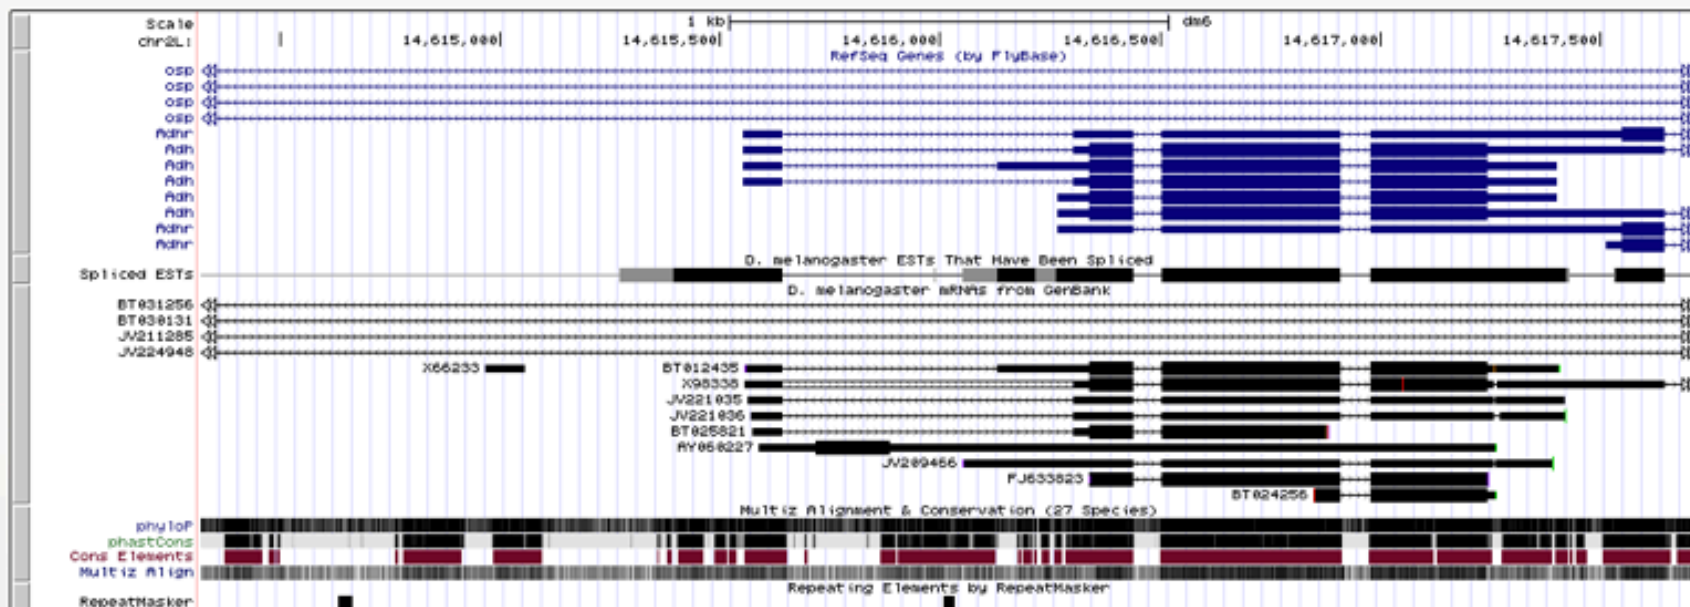 Scale 1 kb dm6
chr2L: 14,615,000 14,615,500 14,616,000 14,616,500 14,617,000 14,617,500
RefSeq Genes (by FlyBase)
osp
osp
osp
osp
Adhr
Adh
Adh
Adh
Adh
Adh
Adhr
Adhr
D. melanogaster ESTs That Have Been Spliced
Spliced ESTs
D. melanogaster mRNAs from GenBank
BT031256
BT030131
JV211285
JV224948
X66233 BT012435
X98338
JV221035
JV221036
BT025821
AY060227
JV209466
FJ633823
BT024256
Multiz Alignment & Conservation (27 Species)
phyloP
phastCons
Cons Elements
Multiz Align
Repeating Elements by RepeatMasker
RepeatMasker